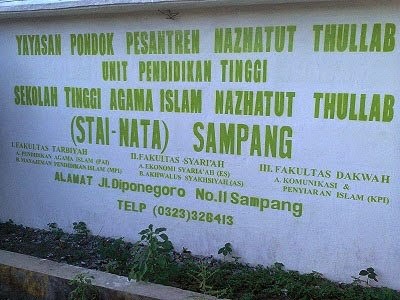 YAYASAN PONDOK PESANTREN NAZHATUT THULLAB
UNIT PENDIDIKAN TINGGI
SEKOLAH TINGGI AGAMA ISLAM NAZHATUT THULLAB
(STAI-NATA) SAMPANG
I.FAKULTAS TARBIYAH
A. PENDIDIKAN AGAMA ISLAM (PAI)
B. MANAJEMEN PENDIDIKAN ISLAM (MPI)
II.FAKULTAS SYARI'AH
A. EKONOMI SYARIA'AH (ES)
B. AKHWALUS SYAKHSIYAH(AS)
III. FAKULTAS DAKWAH
A. KOMUNIKASI &
PENYIARAN ISLAM (KPI)
ALAMAT Jl.Diponegoro No.II Sampang
TELP (0323)326413